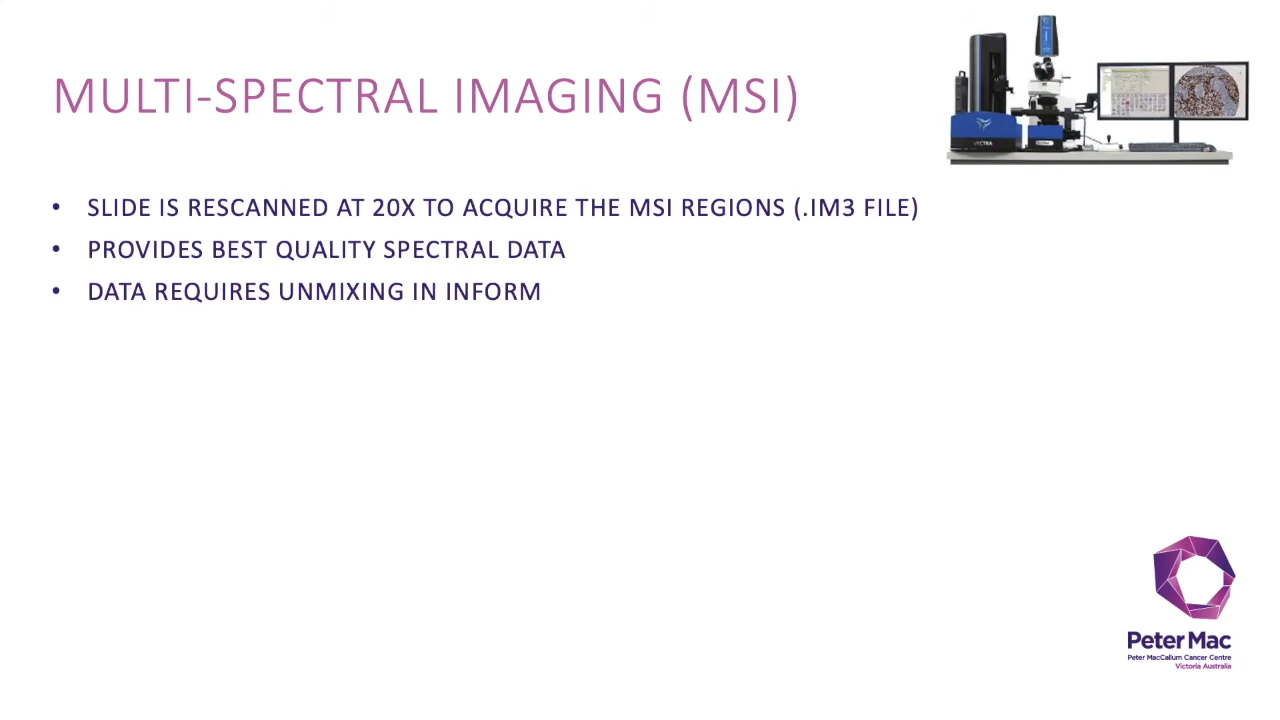 MULTI-SPECTRAL IMAGING (MSI)
• SLIDE IS RESCANNED AT 20X TO ACQUIRE THE MSI REGIONS (.IM3 FILE)
• PROVIDES BEST QUALITY SPECTRAL DATA
• DATA REQUIRES UNMIXING IN INFORM
VECTRA
Peter Mac
Peter MacCallum Cancer Centre
Victoria Australia